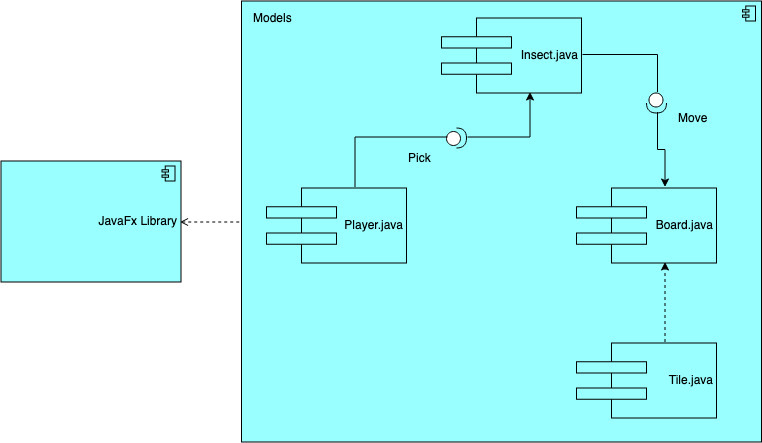 Models
Insect.java
Move
Pick
JavaFx Library
Player.java
Board.java
Tile.java